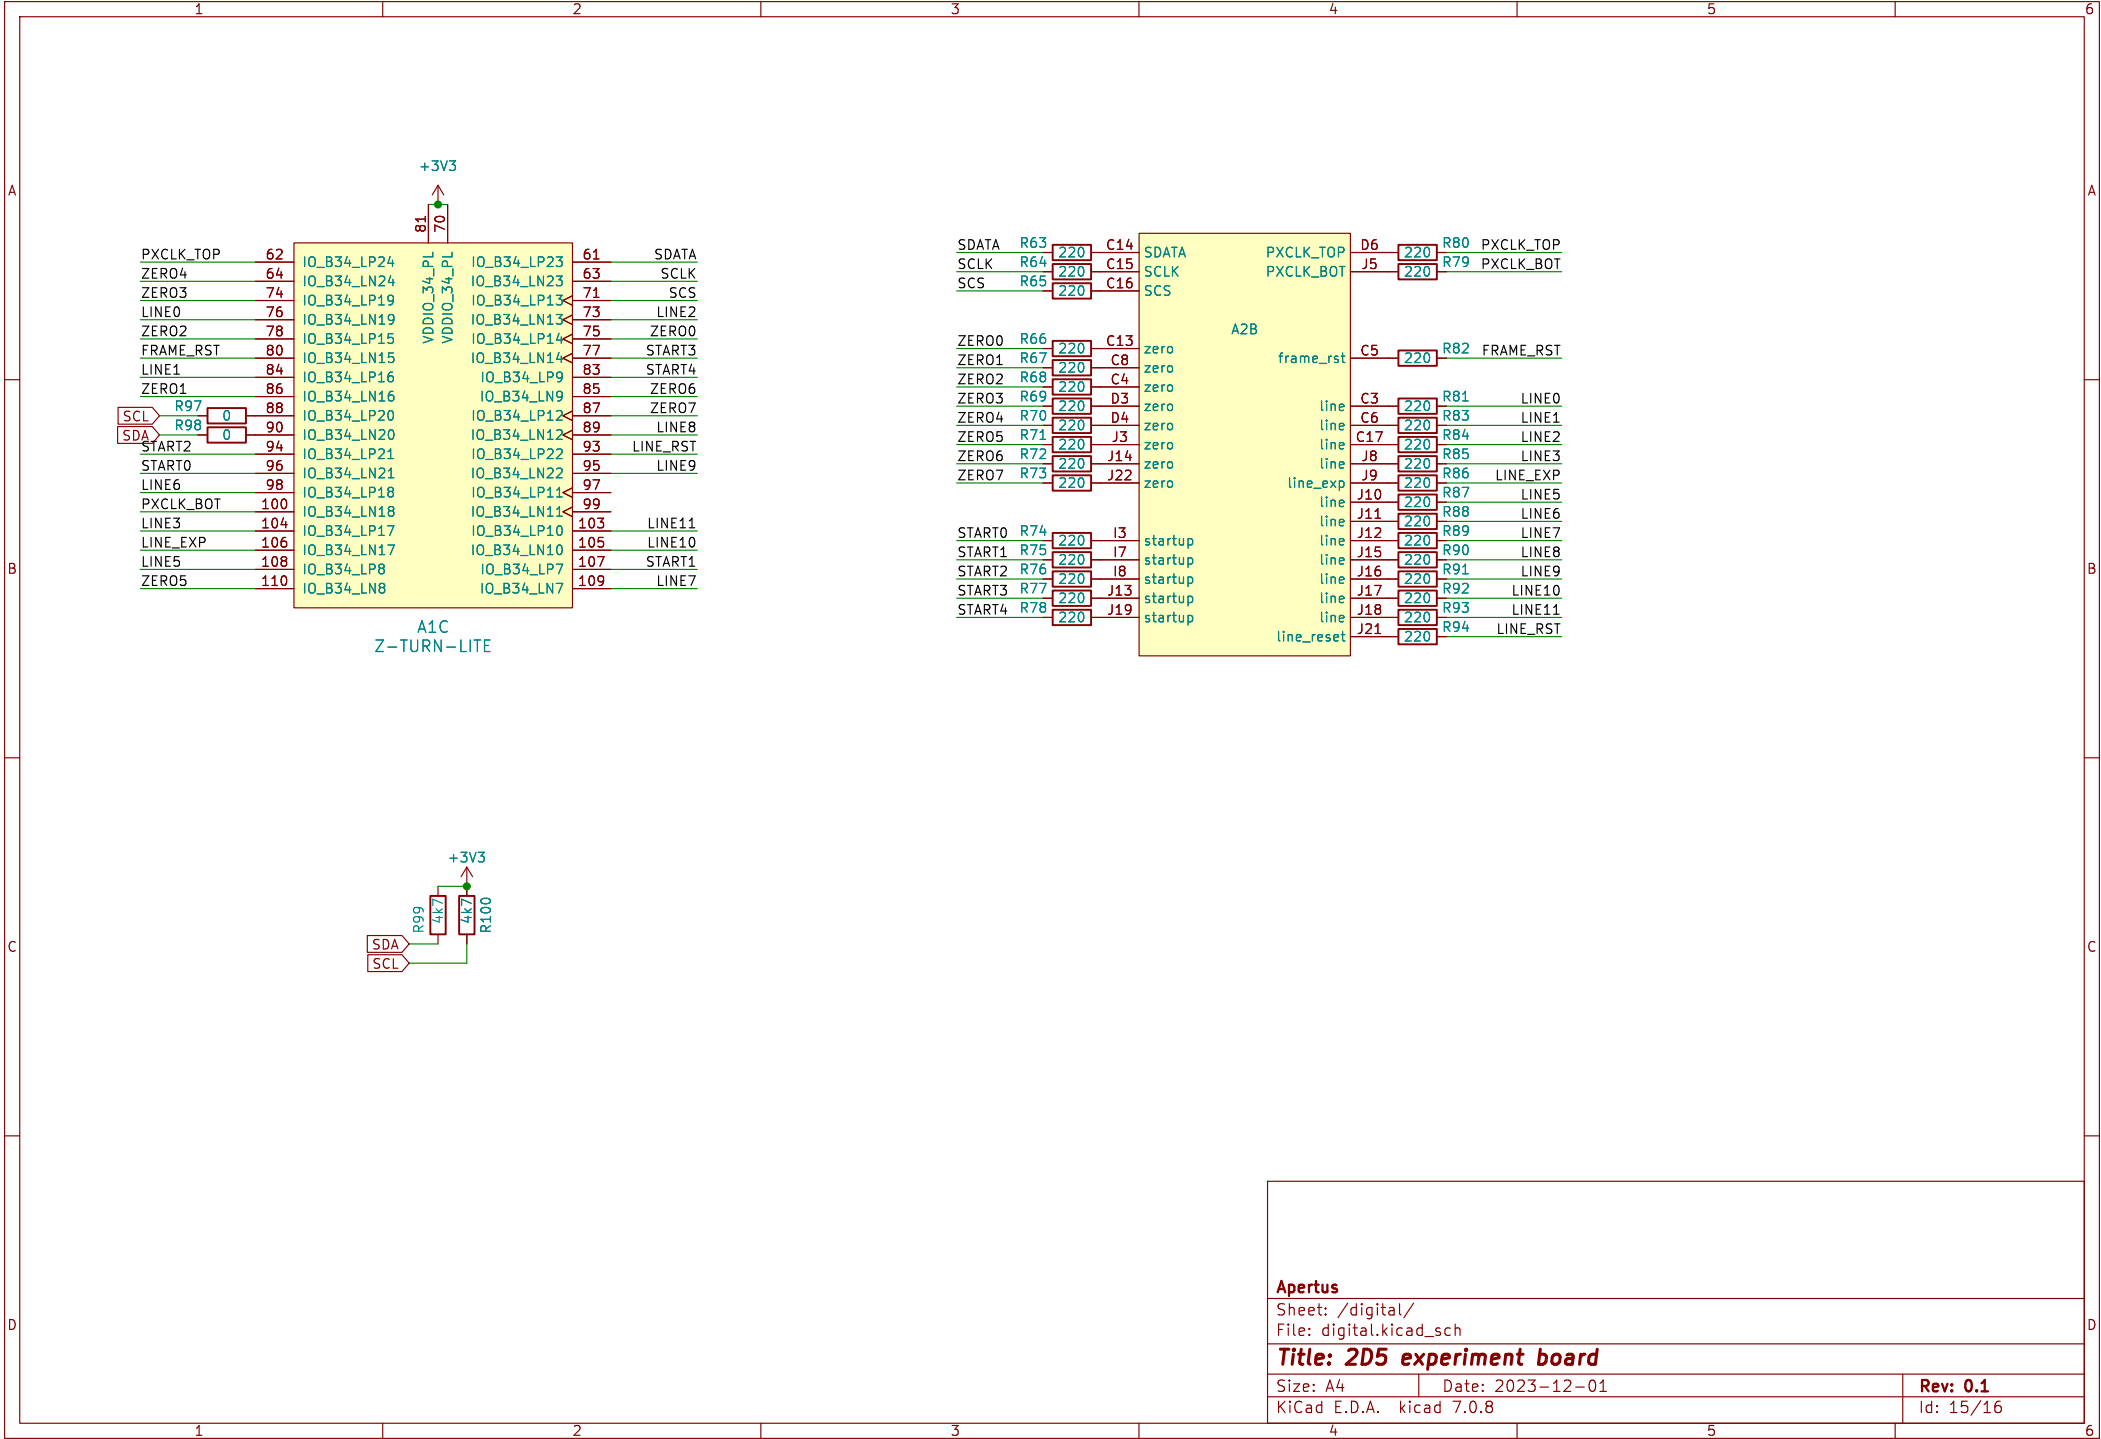 1 2 3 4 5 6
A A
B B
C C
D D
+3V3
81 70
VDDIO_34_PL VDDIO_34_PL
PXCLK_TOP 62 IO_B34_LP24 IO_B34_LP23 61 SDATA
ZERO4 64 IO_B34_LN24 IO_B34_LN23 63 SCLK
ZERO3 74 IO_B34_LP19 IO_B34_LP13 71 SCS
LINE0 76 IO_B34_LN19 IO_B34_LN13 73 LINE2
ZERO2 78 IO_B34_LP15 IO_B34_LP14 75 ZERO0
FRAME_RST 80 IO_B34_LN15 IO_B34_LN14 77 START3
LINE1 84 IO_B34_LP16 IO_B34_LP9 83 START4
ZERO1 86 IO_B34_LN16 IO_B34_LN9 85 ZERO6
SCL R97 0 88 IO_B34_LP20 IO_B34_LP12 87 ZERO7
SDA R98 0 90 IO_B34_LN20 IO_B34_LN12 89 LINE8
START2 94 IO_B34_LP21 IO_B34_LP22 93 LINE_RST
START0 96 IO_B34_LN21 IO_B34_LN22 95 LINE9
LINE6 98 IO_B34_LP18 IO_B34_LP11 97
PXCLK_BOT 100 IO_B34_LN18 IO_B34_LN11 99
LINE3 104 IO_B34_LP17 IO_B34_LP10 103 LINE11
LINE_EXP 106 IO_B34_LN17 IO_B34_LN10 105 LINE10
LINE5 108 IO_B34_LP8 IO_B34_LP7 107 START1
ZERO5 110 IO_B34_LN8 IO_B34_LN7 109 LINE7
A1C
Z-TURN-LITE
SDATA R63 220 C14 SDATA PXCLK_TOP D6 220 R80 PXCLK_TOP
SCLK R64 220 C15 SCLK PXCLK_BOT J5 220 R79 PXCLK_BOT
SCS R65 220 C16 SCS
A2B
ZERO0 R66 220 C13 zero
frame_rst C5 220 R82 FRAME_RST
ZERO1 R67 220 C8 zero
ZERO2 R68 220 C4 zero
ZERO3 R69 220 D3 zero line C3 220 R81 LINE0
ZERO4 R70 220 D4 zero line C6 220 R83 LINE1
ZERO5 R71 220 J3 zero line C17 220 R84 LINE2
ZERO6 R72 220 J14 zero line J8 220 R85 LINE3
ZERO7 R73 220 J22 zero line_exp J9 220 R86 LINE_EXP
line J10 220 R87 LINE5
line J11 220 R88 LINE6
START0 R74 220 I3 startup line J12 220 R89 LINE7
START1 R75 220 I7 startup line J15 220 R90 LINE8
START2 R76 220 I8 startup line J16 220 R91 LINE9
START3 R77 220 J13 startup line J17 220 R92 LINE10
START4 R78 220 J19 startup line J18 220 R93 LINE11
line_reset J21 220 R94 LINE_RST
+3V3
R99 4k7 4k7 R100
SDA
SCL
Apertus
Sheet: /digital/
File: digital.kicad_sch
Title: 2D5 experiment board
Size: A4 Date: 2023-12-01 Rev: 0.1
KiCad E.D.A. kicad 7.0.8 Id: 15/16
1 2 3 4 5 6